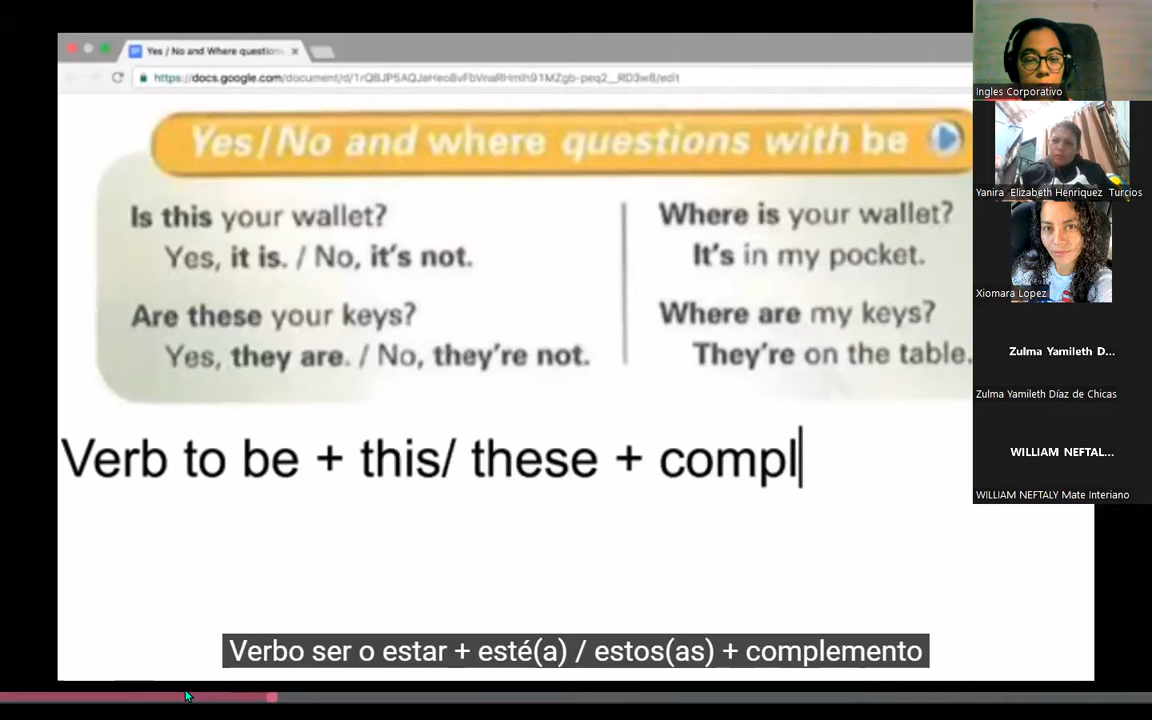 Yes / No and Where question
https://docs.google.com/document/d/1rQBJP5AQJaHeo8vFbVnaRHmlh91MZgb-peq2__RD3w8/edit
Yes/No and where questions with be
Is this your wallet?
Yes, it is. / No, it's not.
Are these your keys?
Yes, they are. / No, they're not.
Where is your wallet?
It's in my pocket.
Where are my keys?
They're on the table.
Verb to be + this/ these + compl
Verbo ser o estar + esté(a) / estos(as) + complemento
Ingles Corporativo
Yanira Elizabeth Henriquez Turcios
Xiomara Lopez
Zulma Yamileth D...
Zulma Yamileth Díaz de Chicas
WILLIAM NEFTAL...
WILLIAM NEFTALY Mate Interiano